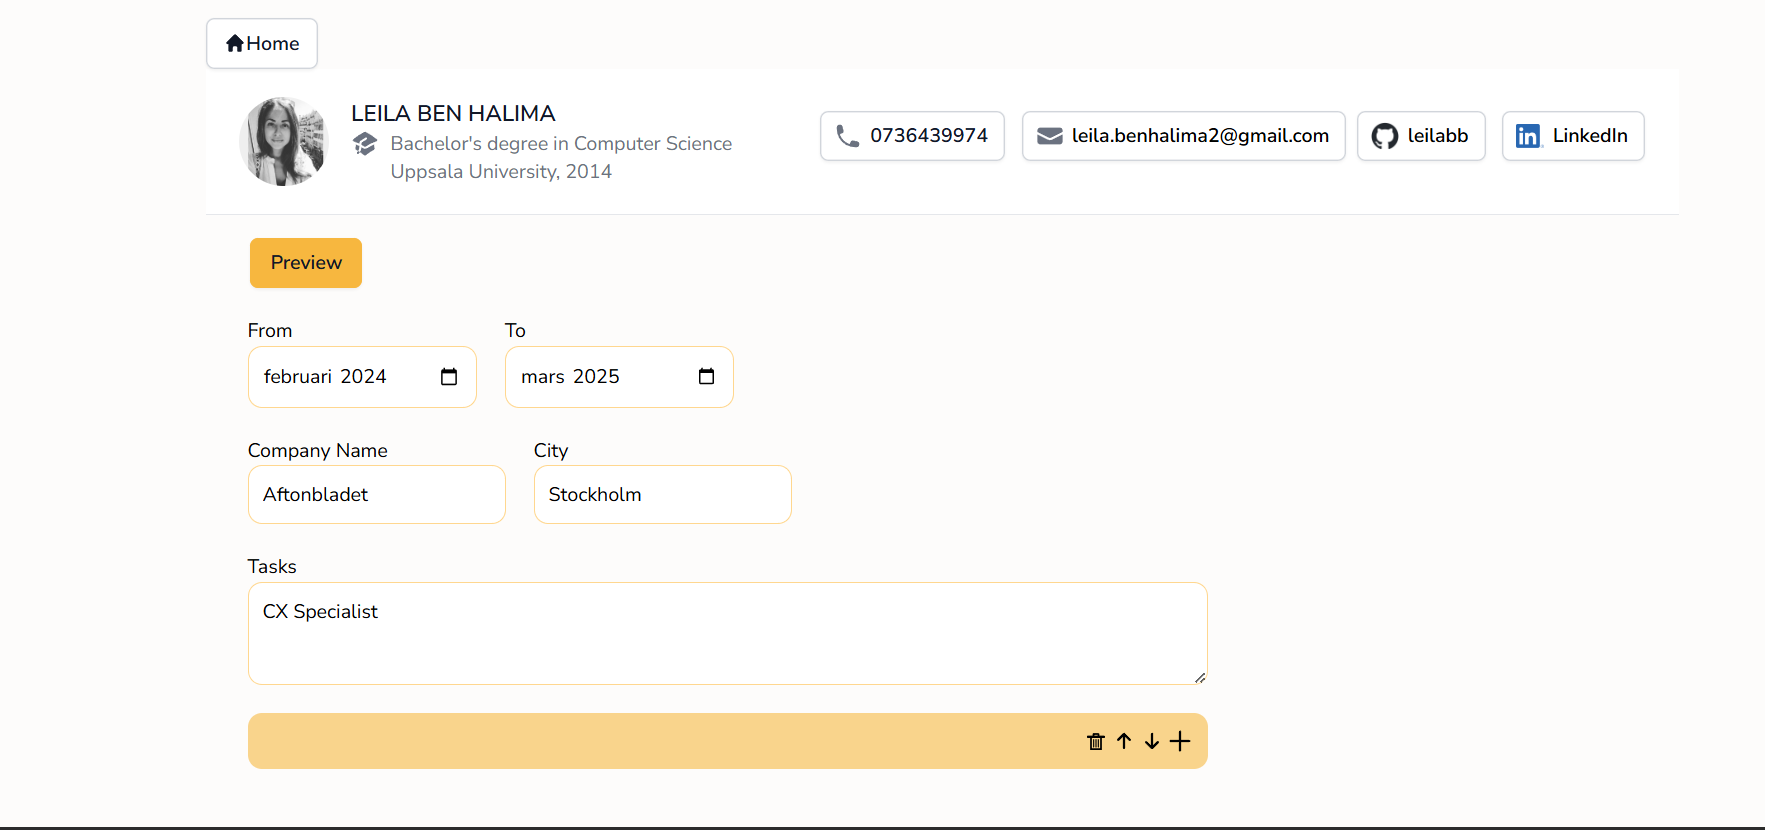 Home
LEILA BEN HALIMA
Bachelor's degree in Computer Science
Uppsala University, 2014
0736439974
leila.benhalima2@gmail.com
leilabb
LinkedIn
Preview
From To
februari 2024 mars 2025
Company Name City
Aftonbladet Stockholm
Tasks
CX Specialist